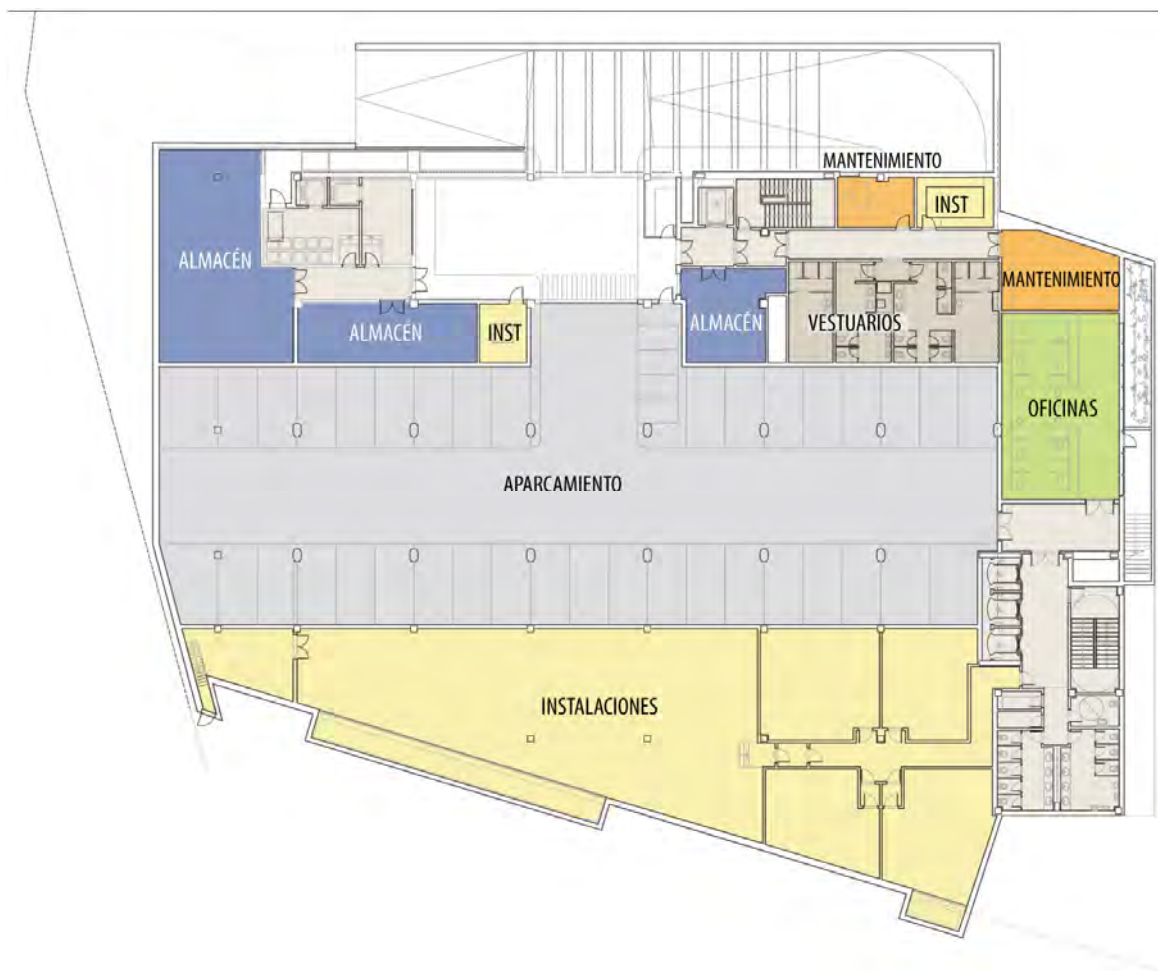 MANTENIMIENTO
INST
ALMACÉN
MANTENIMIENTO
ALMACÉN
INST
ALMACÉN
VESTUARIOS
OFICINAS
APARCAMIENTO
INSTALACIONES